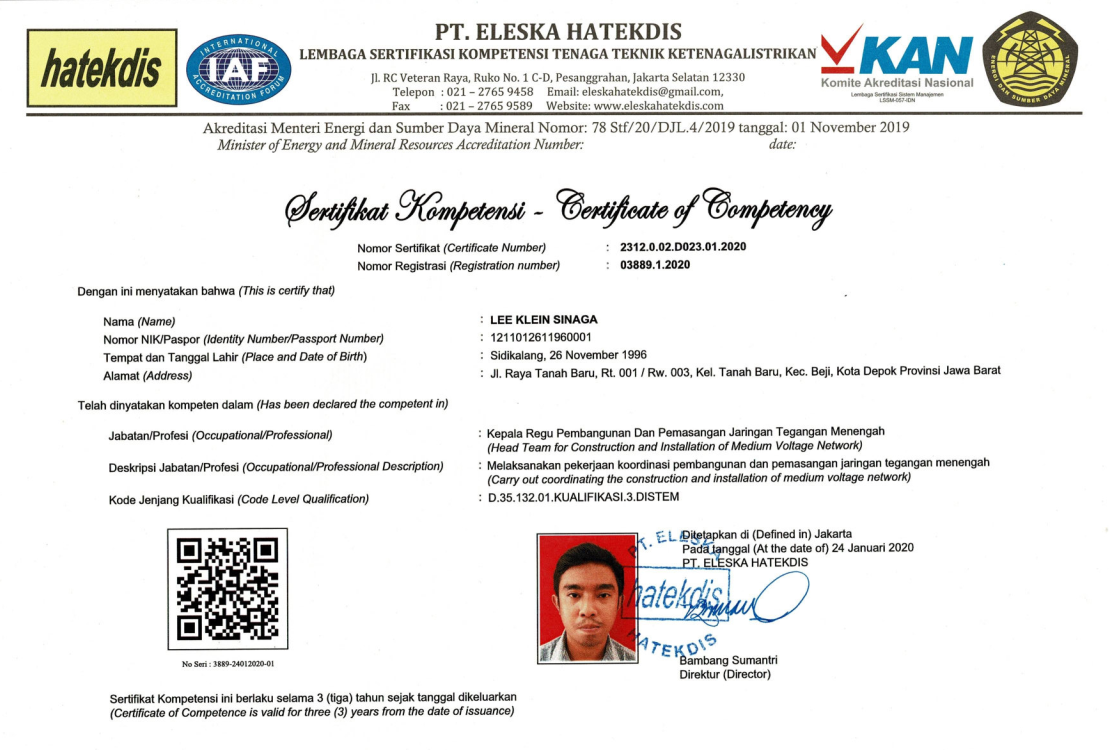 hatekdis
INTERNATIONAL
IAF
ACCREDITATION FORUM
PT. ELESKA HATEKDIS
LEMBAGA SERTIFIKASI KOMPETENSI TENAGA TEKNIK KETENAGALISTRIKAN
Jl. RC Veteran Raya, Ruko No. 1 C-D, Pesanggrahan, Jakarta Selatan 12330
Telepon : 021 – 2765 9458 Email: eleskahatekdis@gmail.com,
Fax : 021 – 2765 9589 Website: www.eleskahatekdis.com
KAN
Komite Akreditasi Nasional
Lembaga Sertifikasi Sistem Manajemen
LSSM-057-IDN
ENERGI DAN SUMBER DAYA MINERAL
Akreditasi Menteri Energi dan Sumber Daya Mineral Nomor: 78 Stf/20/DJL.4/2019 tanggal: 01 November 2019
Minister of Energy and Mineral Resources Accreditation Number: date:
Sertifikat Kompetensi - Certificate of Competency
Nomor Sertifikat (Certificate Number) : 2312.0.02.D023.01.2020
Nomor Registrasi (Registration number) : 03889.1.2020
Dengan ini menyatakan bahwa (This is certify that)
Nama (Name) : LEE KLEIN SINAGA
Nomor NIK/Paspor (Identity Number/Passport Number) : 1211012611960001
Tempat dan Tanggal Lahir (Place and Date of Birth) : Sidikalang, 26 November 1996
Alamat (Address) : Jl. Raya Tanah Baru, Rt. 001 / Rw. 003, Kel. Tanah Baru, Kec. Beji, Kota Depok Provinsi Jawa Barat
Telah dinyatakan kompeten dalam (Has been declared the competent in)
Jabatan/Profesi (Occupational/Professional) : Kepala Regu Pembangunan Dan Pemasangan Jaringan Tegangan Menengah
(Head Team for Construction and Installation of Medium Voltage Network)
Deskripsi Jabatan/Profesi (Occupational/Professional Description) : Melaksanakan pekerjaan koordinasi pembangunan dan pemasangan jaringan tegangan menengah
(Carry out coordinating the construction and installation of medium voltage network)
Kode Jenjang Kualifikasi (Code Level Qualification) : D.35.132.01.KUALIFIKASI.3.DISTEM
Ditetapkan di (Defined in) Jakarta
Pada tanggal (At the date of) 24 Januari 2020
PT. ELESKA HATEKDIS
PT. ELESKA
hatekdis
HATEKDIS
No Seri : 3889-24012020-01
Bambang Sumantri
Direktur (Director)
Sertifikat Kompetensi ini berlaku selama 3 (tiga) tahun sejak tanggal dikeluarkan
(Certificate of Competence is valid for three (3) years from the date of issuance)